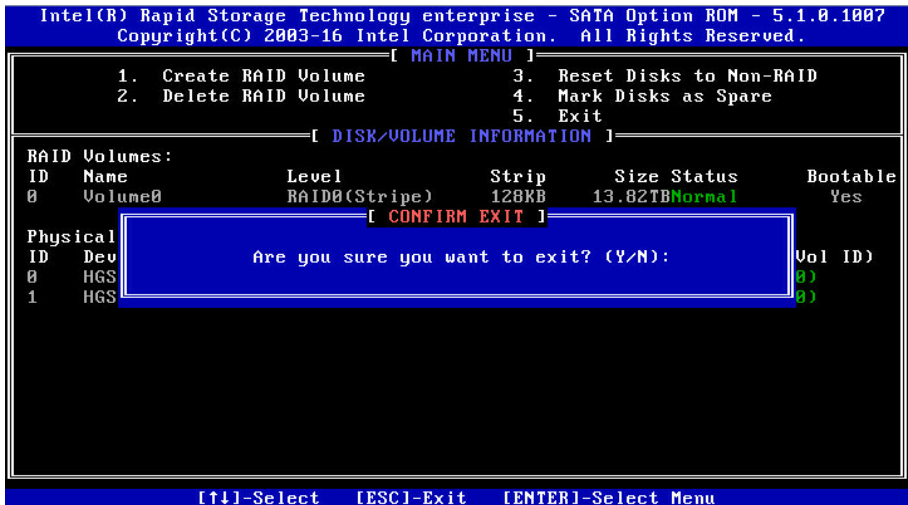 Intel(R) Rapid Storage Technology enterprise - SATA Option ROM - 5.1.0.1007
Copyright(C) 2003-16 Intel Corporation. All Rights Reserved.
[ MAIN MENU ]
1. Create RAID Volume 3. Reset Disks to Non-RAID
2. Delete RAID Volume 4. Mark Disks as Spare
5. Exit
[ DISK/VOLUME INFORMATION ]
RAID Volumes:
ID Name Level Strip Size Status Bootable
0 Volume0 RAID0(Stripe) 128KB 13.82TB Normal Yes
[ CONFIRM EXIT ]
Physical
ID Dev Are you sure you want to exit? (Y/N): Vol ID)
0 HGS 0)
1 HGS 0)
[↑↓]-Select [ESC]-Exit [ENTER]-Select Menu